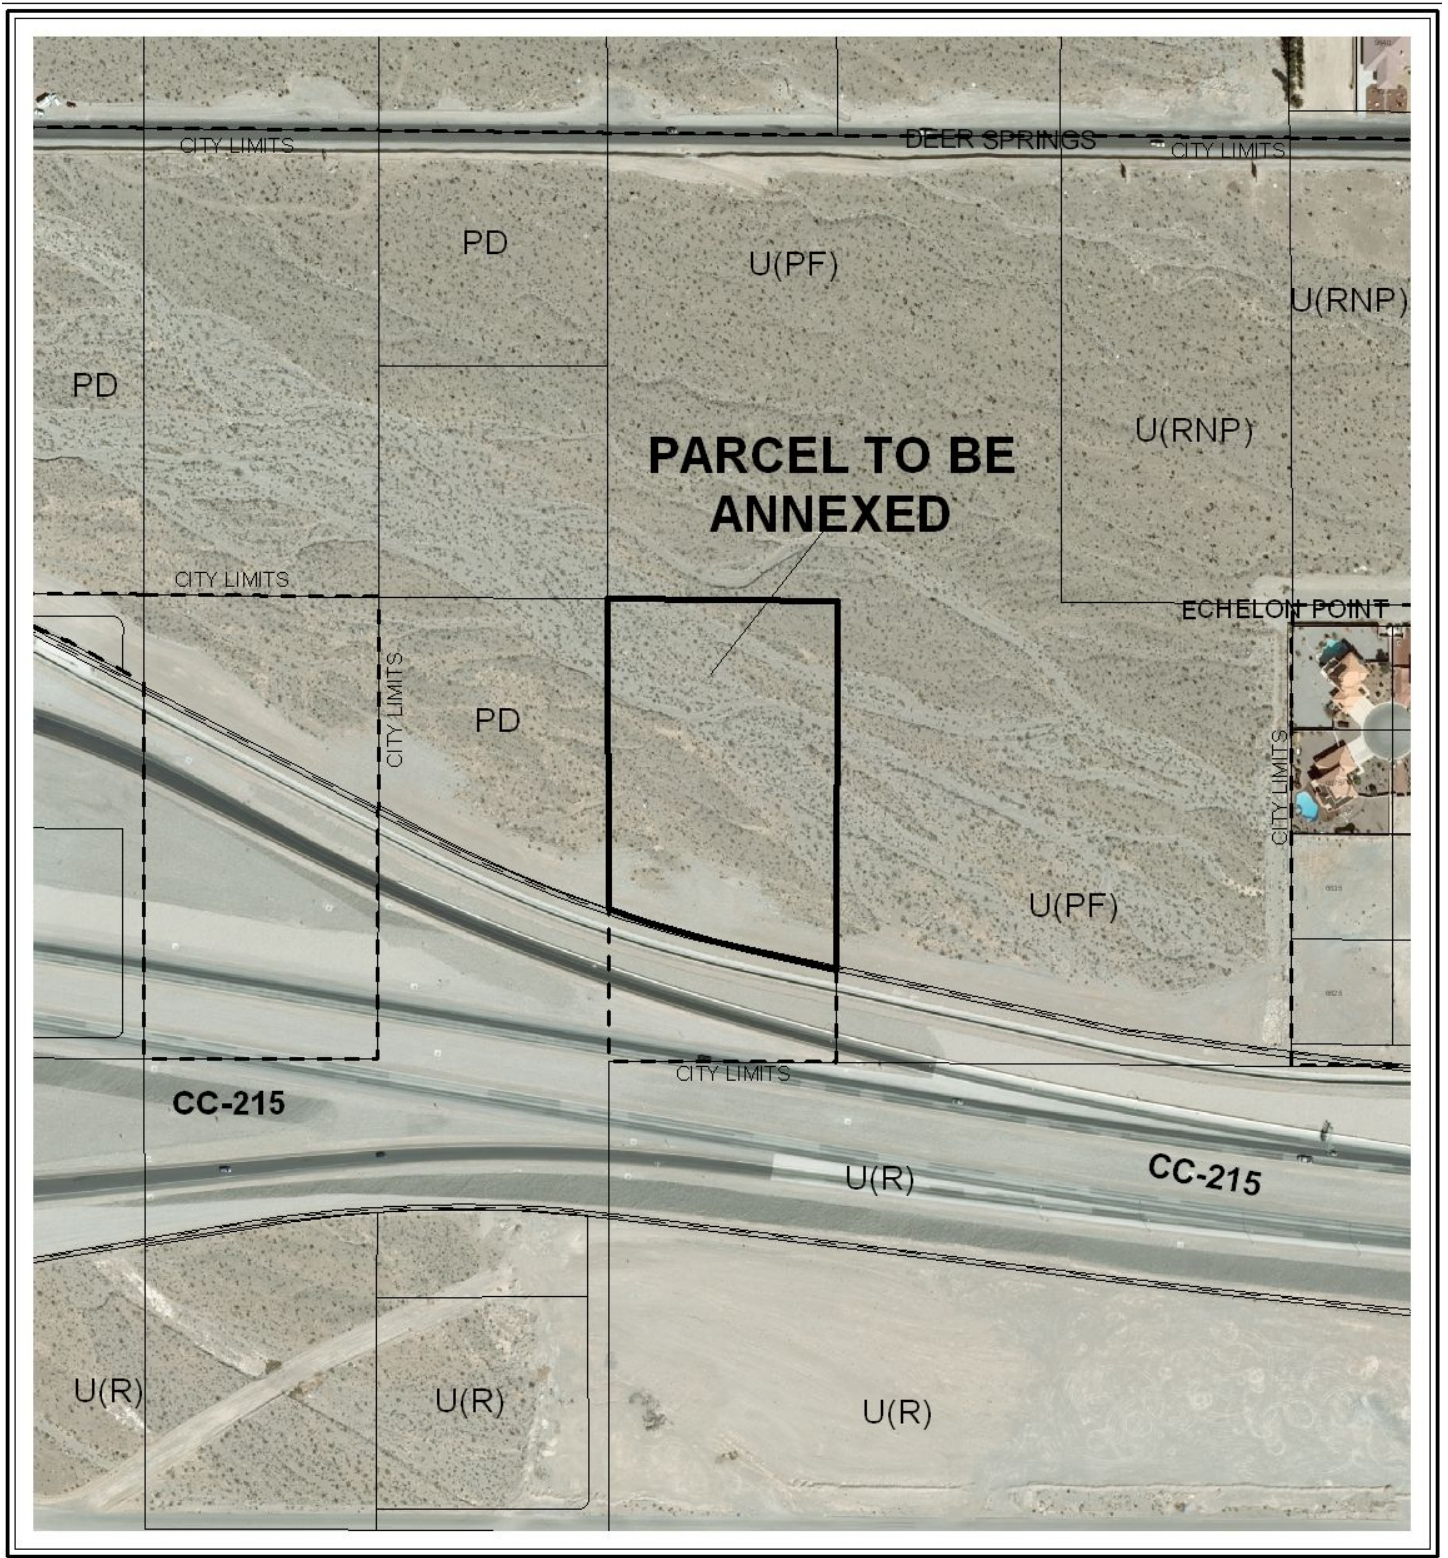 CITY LIMITS
DEER SPRINGS
CITY LIMITS
PD
U(PF)
U(RNP)
PD
U(RNP)
PARCEL TO BE
ANNEXED
CITY LIMITS
ECHELON POINT
CITY LIMITS
PD
CITY LIMITS
U(PF)
CITY LIMITS
CC-215
CC-215
U(R)
U(R)
U(R)
U(R)